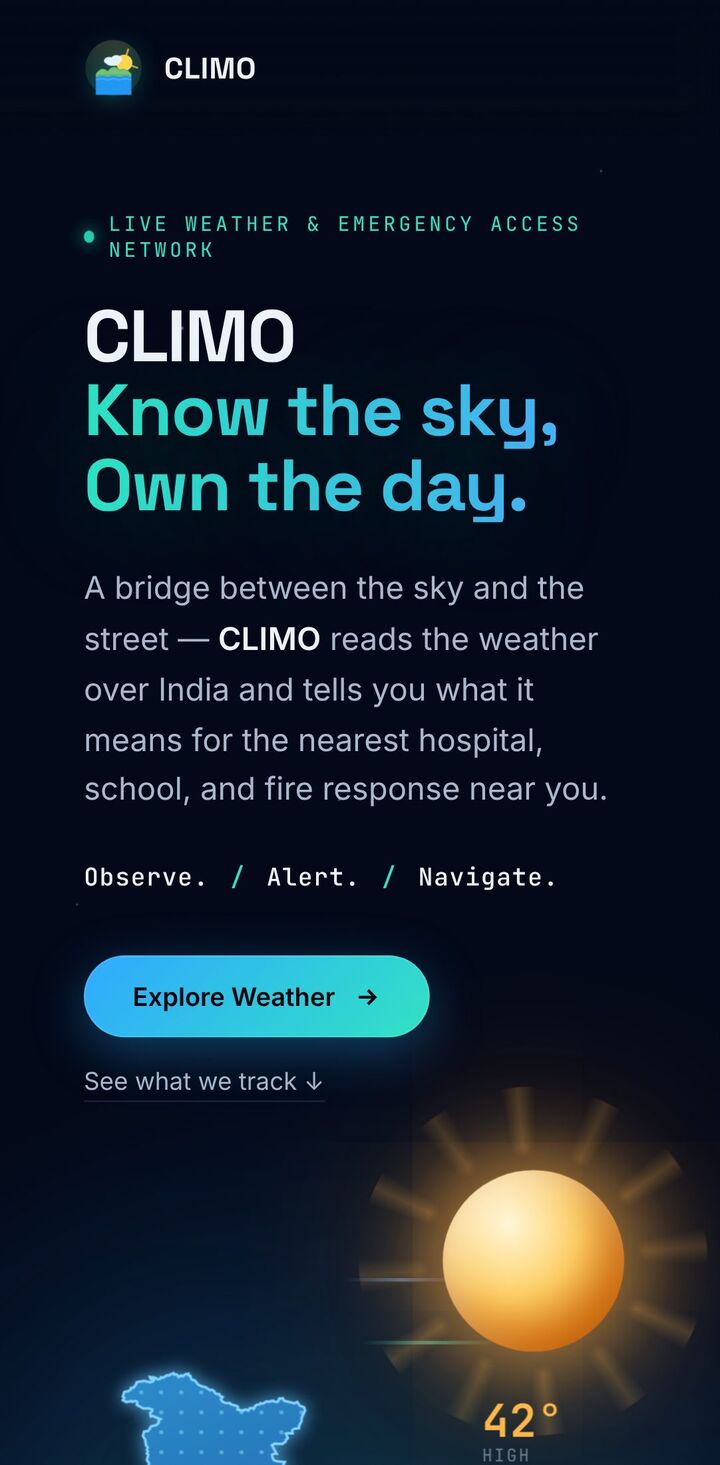 CLIMO
LIVE WEATHER & EMERGENCY ACCESS
NETWORK
CLIMO
Know the sky,
Own the day.
A bridge between the sky and the
street — CLIMO reads the weather
over India and tells you what it
means for the nearest hospital,
school, and fire response near you.
Observe. / Alert. / Navigate.
Explore Weather →
See what we track ↓
42°
HIGH